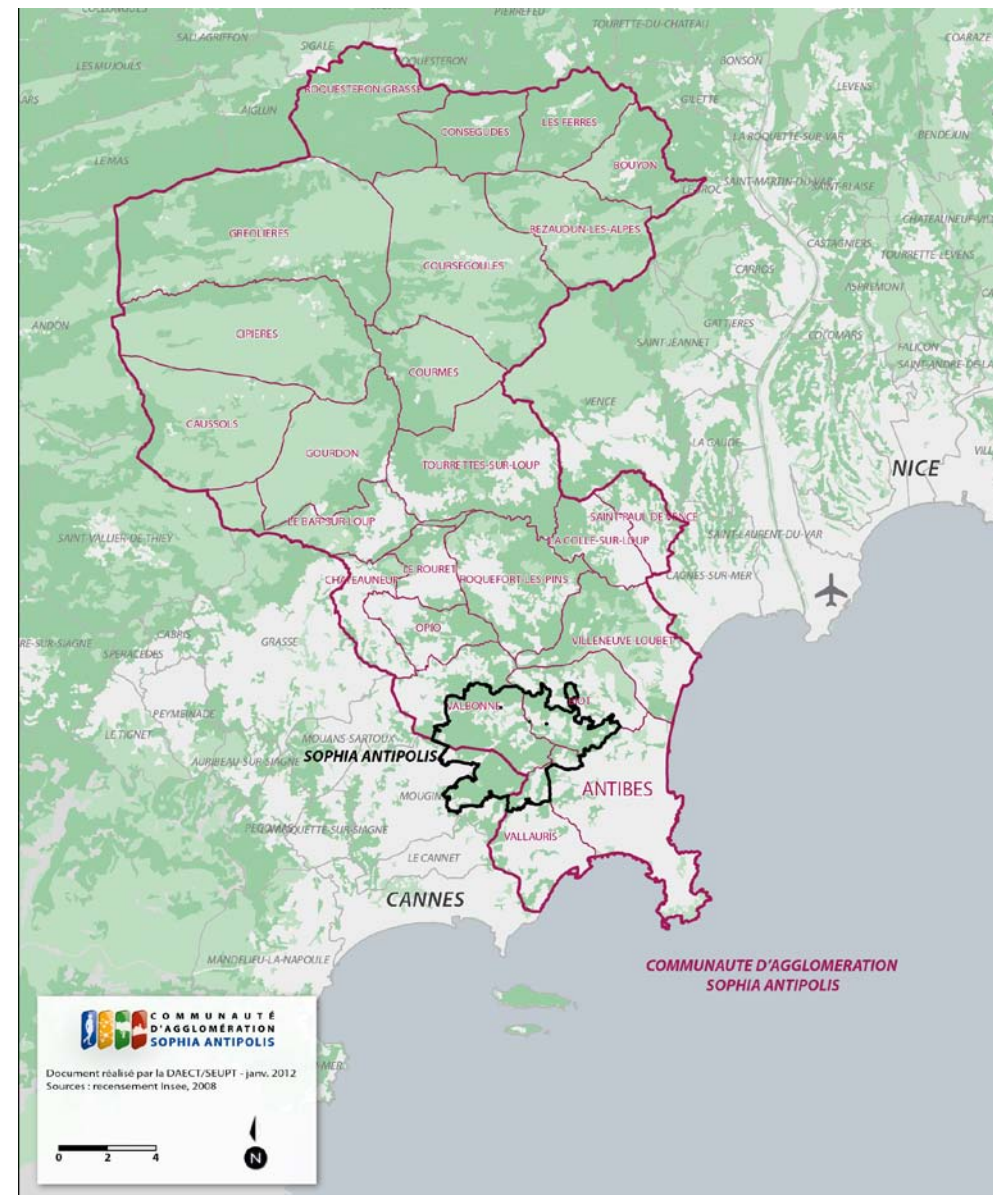 PIERREFEU
TOURETTE-DU-CHATEAU
SALLAGRIFFON
SIGALE
COARAZE
LES MUJOULS
BONSON
ROQUESTERON-GRASSE
GILETTE
LEVENS
AIGLUN
LES FERRES
CONSEGUDES
LA ROQUETTE-SUR-VAR
BENDEJUN
LE MAS
BOUYON
LE BROC
SAINT-MARTIN-DU-VAR
SAINT-BLAISE
GREOLIERES
BEZAUDUN-LES-ALPES
CASTAGNIERS
TOURRETTE-LEVENS
COURSEGOULES
CARROS
ASPREMONT
ANDON
CIPIERES
GATTIERES
COLOMARS
SAINT-JEANNET
FALICON
SAINT-ANDRE-DE-LA
COURMES
VENCE
CAUSSOLS
LA GAUDE
GOURDON
TOURRETTES-SUR-LOUP
NICE
LE BAR-SUR-LOUP
SAINT-PAUL DE VENCE
SAINT-VALLIER-DE-THIEY
LA COLLE-SUR-LOUP
SAINT-LAURENT-DU-VAR
LE ROURET
CHATEAUNEUF
ROQUEFORT-LES-PINS
CAGNES-SUR-MER
OPIO
CABRIS
GRASSE
VILLENEUVE-LOUBET
SPERACEDES
VALBONNE
PEYMEINADE
LE TIGNET
MOUANS-SARTOUX
SOPHIA ANTIPOLIS
AURIBEAU-SUR-SIAGNE
ANTIBES
MOUGIN
VALLAURIS
LE CANNET
CANNES
MANDELIEU-LA-NAPOULE
COMMUNAUTE D'AGGLOMERATION
SOPHIA ANTIPOLIS
COMMUNAUTÉ
D'AGGLOMÉRATION
SOPHIA ANTIPOLIS
Document réalisé par la DAECT/SEUPT - janv. 2012
Sources : recensement Insee, 2008
0 2 4
N